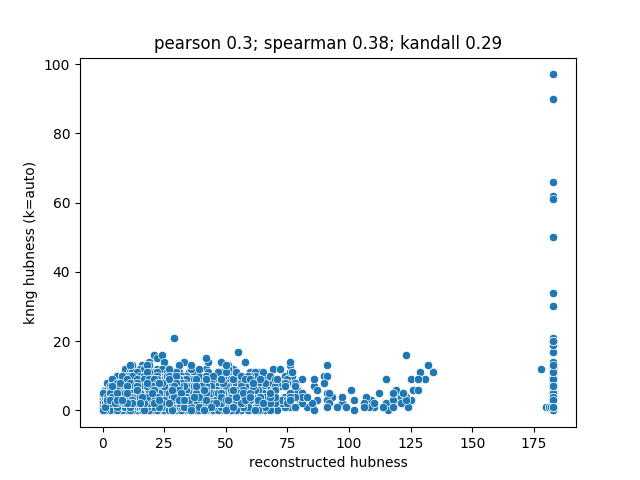 pearson 0.3; spearman 0.38; kandall 0.29
100
80
60
40
20
0
knng hubness (k=auto)
0 25 50 75 100 125 150 175
reconstructed hubness